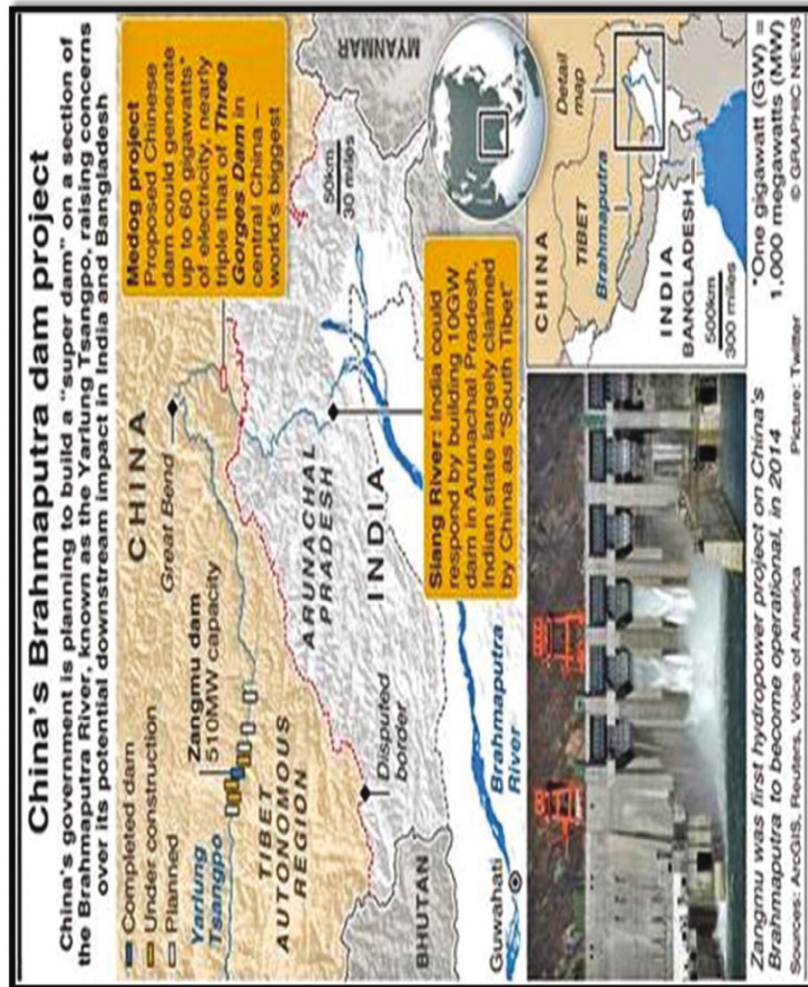 China's Brahmaputra dam project
China's government is planning to build a "super dam" on a section of
the Brahmaputra River, known as the Yarlung Tsangpo, raising concerns
over its potential downstream impact in India and Bangladesh
Completed dam
Under construction
Planned
Yarlung
Tsangpo
TIBET
AUTONOMOUS
REGION
Zangmu dam
510MW capacity
CHINA
Great Bend
Medog project
Proposed Chinese
dam could generate
up to 60 gigawatts*
of electricity, nearly
triple that of Three
Gorges Dam in
central China –
world's biggest
BHUTAN
Disputed
border
ARUNACHAL
PRADESH
INDIA
50km
30 miles
MYANMAR
Guwahati
Brahmaputra
River
Siang River: India could
respond by building 10GW
dam in Arunachal Pradesh,
Indian state largely claimed
by China as "South Tibet"
CHINA
TIBET
Brahmaputra
INDIA
BANGLADESH
Detail
map
500km
300 miles
Zangmu was first hydropower project on China's
Brahmaputra to become operational, in 2014
*One gigawatt (GW) =
1,000 megawatts (MW)
Sources: ArcGIS, Reuters, Voice of America
Picture: Twitter
© GRAPHIC NEWS